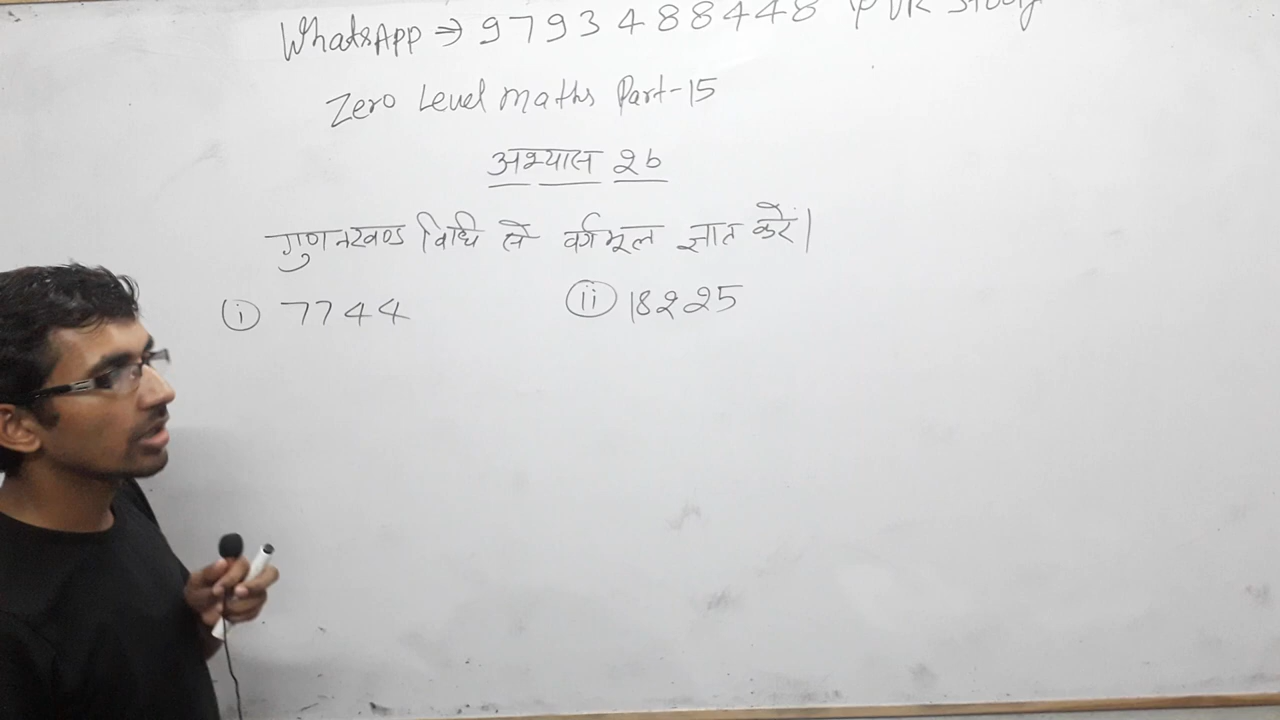 WhatsApp → 9793488448
Zero Level Maths Part-15
अभ्यास 2b
गुणनखण्ड विधि से वर्गमूल ज्ञात करें।
(i) 7744 (ii) 18225